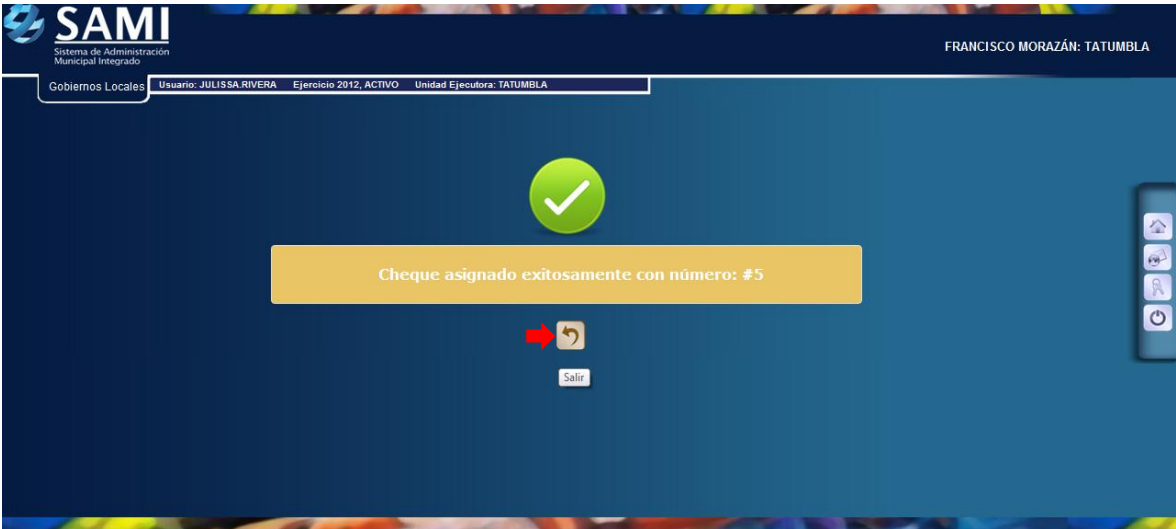 SAMI
Sistema de Administración
Municipal Integrado
FRANCISCO MORAZÁN: TATUMBLA
Gobiernos Locales
Usuario: JULISSA.RIVERA Ejercicio 2012, ACTIVO Unidad Ejecutora: TATUMBLA
Cheque asignado exitosamente con número: #5
Salir